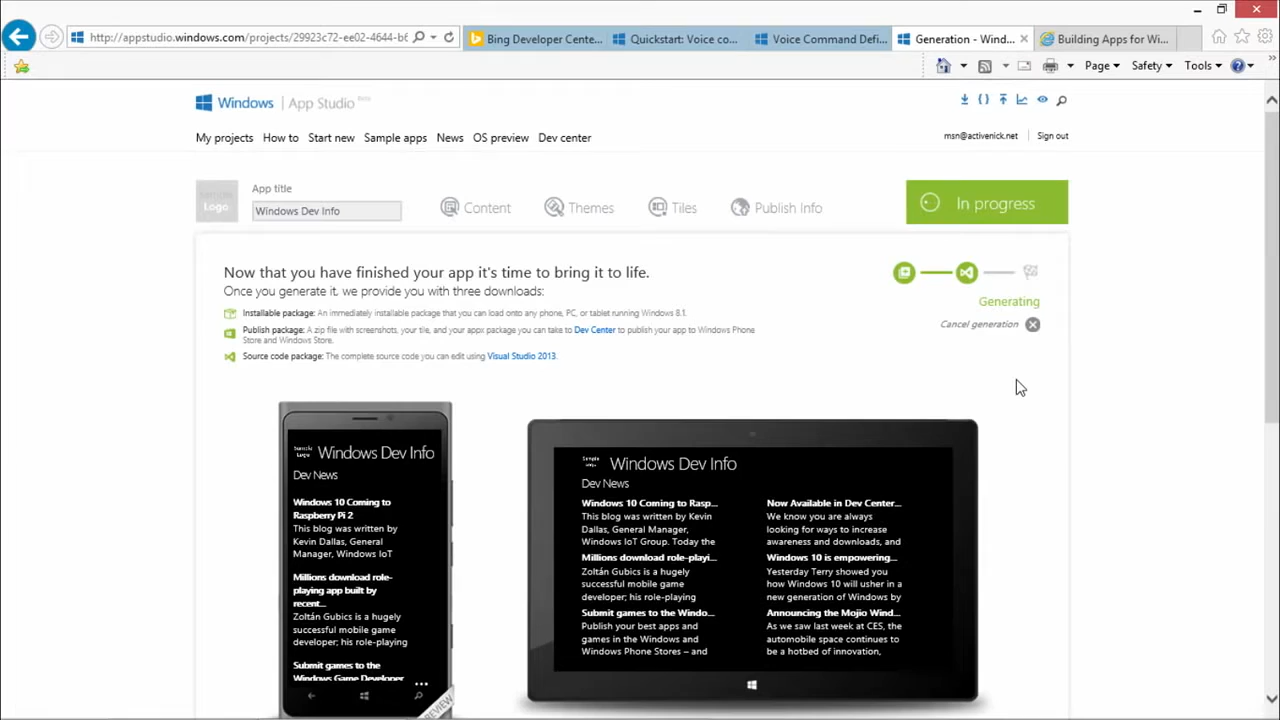 http://appstudio.windows.com/projects/29923c72-ee02-4644-b6
Bing Developer Cente...
Quickstart: Voice co...
Voice Command Defi...
Generation - Wind...
Building Apps for Wi...
Page
Safety
Tools
Windows | App Studio Beta
msn@activenick.net
Sign out
My projects How to Start new Sample apps News OS preview Dev center
Sample
Logo
App title
Windows Dev Info
Content
Themes
Tiles
Publish Info
In progress
Now that you have finished your app it's time to bring it to life.
Once you generate it, we provide you with three downloads:
Installable package: An immediately installable package that you can load onto any phone, PC, or tablet running Windows 8.1.
Publish package: A zip file with screenshots, your tile, and your appx package you can take to Dev Center to publish your app to Windows Phone
Store and Windows Store.
Source code package: The complete source code you can edit using Visual Studio 2013.
Generating
Cancel generation
Sample
Logo
Windows Dev Info
Dev News
Windows 10 Coming to
Raspberry Pi 2
This blog was written by
Kevin Dallas, General
Manager, Windows IoT
Millions download role-
playing app built by
recent...
Zoltán Gubics is a hugely
successful mobile game
developer; his role-playing
Submit games to the
Windows Game Developer
...
Sample
Logo
Windows Dev Info
Dev News
Windows 10 Coming to Rasp...
This blog was written by Kevin
Dallas, General Manager,
Windows IoT Group. Today the
Millions download role-playi...
Zoltán Gubics is a hugely
successful mobile game
developer; his role-playing
Submit games to the Windo...
Publish your best apps and
games in the Windows and
Windows Phone Stores – and
Now Available in Dev Center...
We know you are always
looking for ways to increase
awareness and downloads, and
Windows 10 is empowering...
Yesterday Terry showed you
how Windows 10 will usher in a
new generation of Windows by
Announcing the Mojio Wind...
As we saw last week at CES, the
automobile space continues to
be a hotbed of innovation,